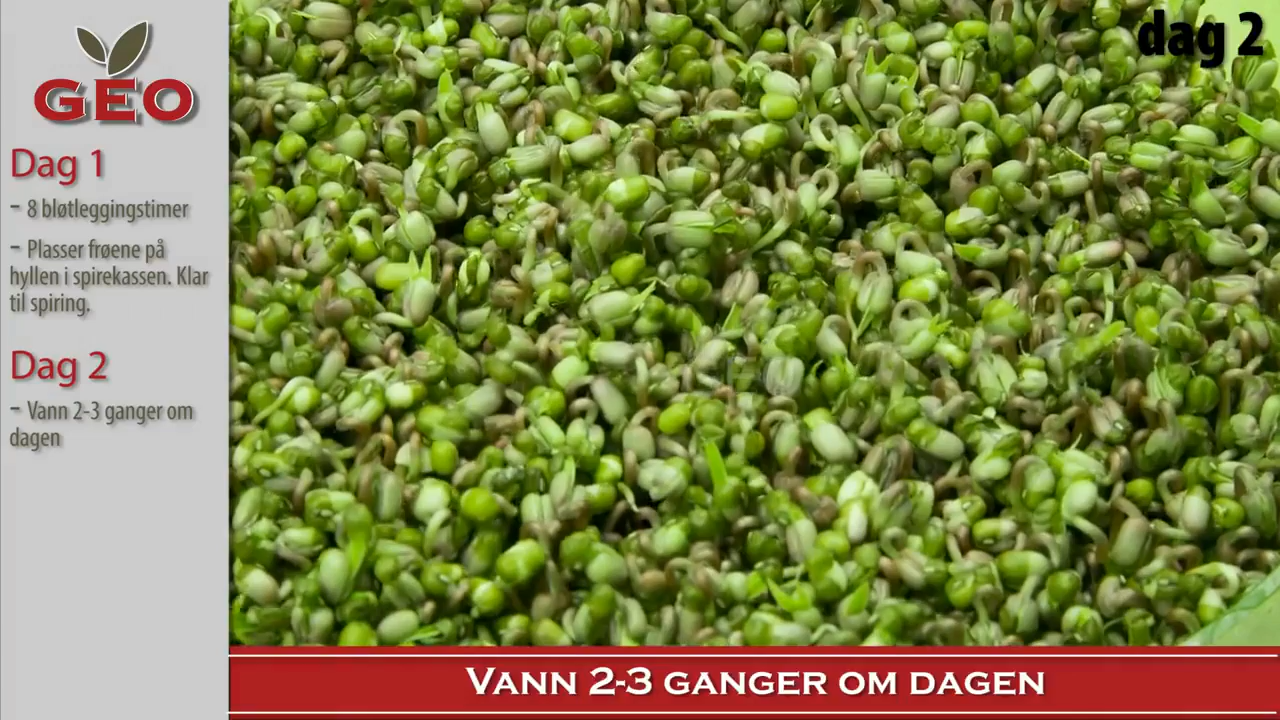 GEO
Dag 1
- 8 bløtleggingstimer
- Plasser frøene på
hyllen i spirekassen. Klar
til spiring.
Dag 2
- Vann 2-3 ganger om
dagen
dag 2
Vann 2-3 ganger om dagen